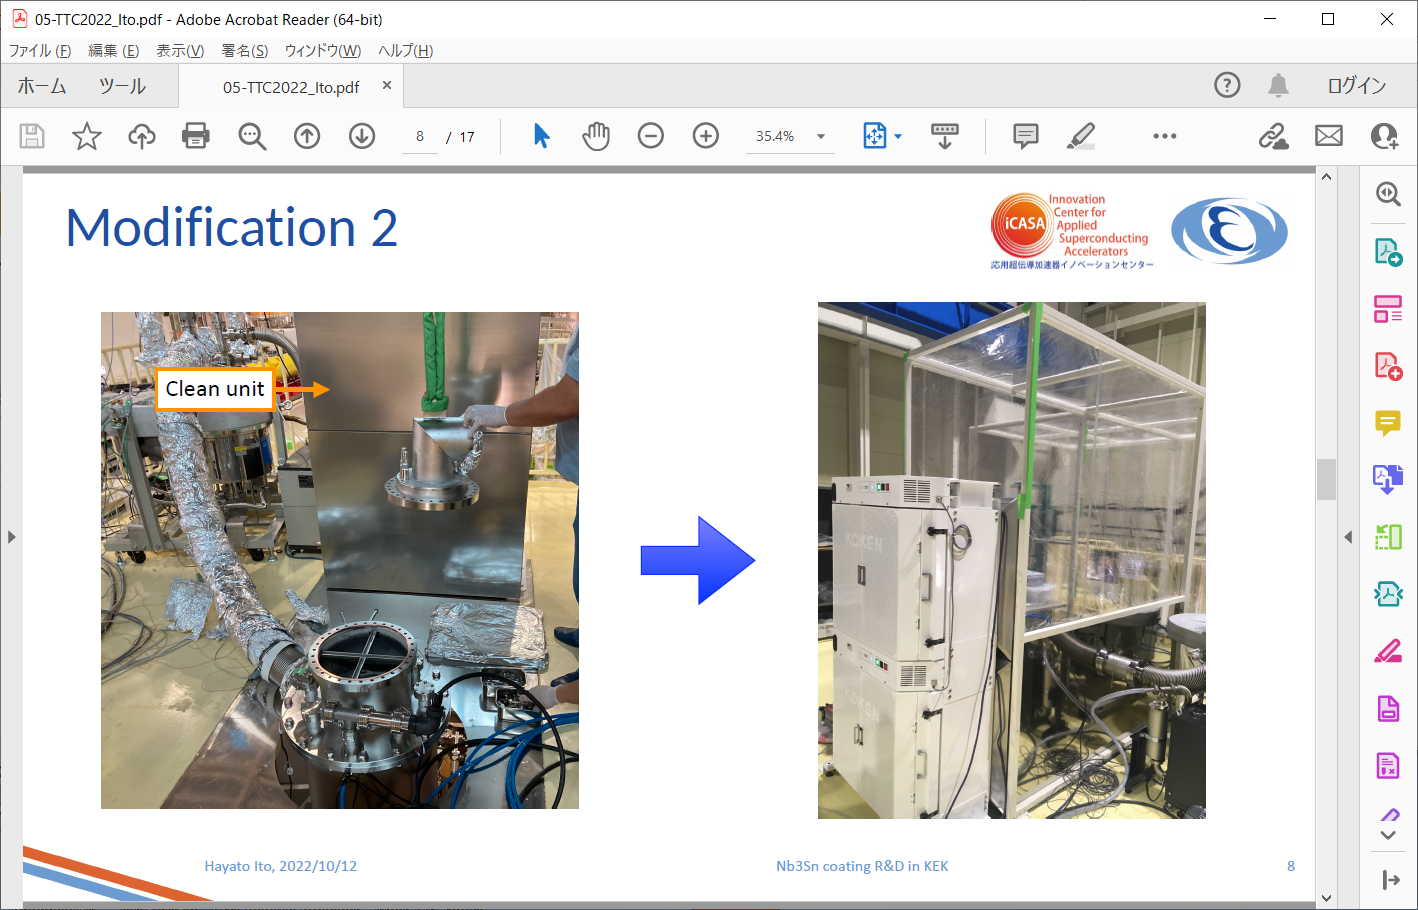 05-TTC2022_Ito.pdf - Adobe Acrobat Reader (64-bit)
ファイル(F) 編集(E) 表示(V) 署名(S) ウィンドウ(W) ヘルプ(H)
ホーム ツール 05-TTC2022_Ito.pdf × ログイン
8 / 17 35.4%
Modification 2
iCASA
Innovation
Center for
Applied
Superconducting
Accelerators
応用超伝導加速器イノベーションセンター
Clean unit
KOKEN
KOKEN
Hayato Ito, 2022/10/12 Nb3Sn coating R&D in KEK 8